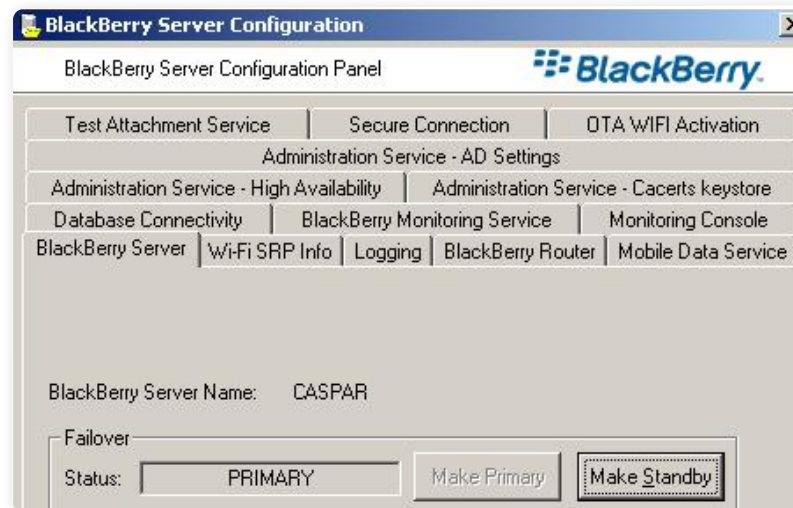 BlackBerry Server Configuration
BlackBerry Server Configuration Panel BlackBerry.
Test Attachment Service Secure Connection OTA WIFI Activation
Administration Service - AD Settings
Administration Service - High Availability Administration Service - Cacerts keystore
Database Connectivity BlackBerry Monitoring Service Monitoring Console
BlackBerry Server Wi-Fi SRP Info Logging BlackBerry Router Mobile Data Service
BlackBerry Server Name: CASPAR
Failover
Status: PRIMARY Make Primary Make Standby